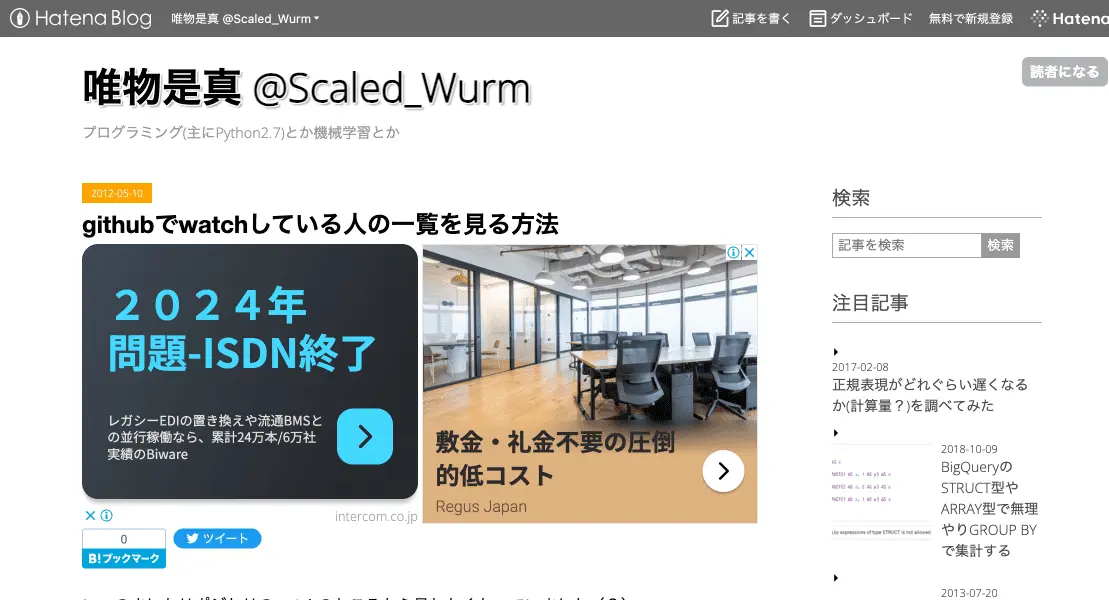 Hatena Blog
唯物是真 @Scaled_Wurm
記事を書く
ダッシュボード
無料で新規登録
Hatena
唯物是真 @Scaled_Wurm
読者になる
プログラミング(主にPython2.7)とか機械学習とか
2012-05-10
githubでwatchしている人の一覧を見る方法
２０２４年
問題-ISDN終了
レガシーEDIの置き換えや流通BMSと
の並行稼働なら、累計24万本/6万社
実績のBiware
intercom.co.jp
敷金・礼金不要の圧倒
的低コスト
Regus Japan
0
B!ブックマーク
ツイート
検索
記事を検索
検索
注目記事
2017-02-08
正規表現がどれぐらい遅くなる
か(計算量？)を調べてみた
2018-10-09
BigQueryの
STRUCT型や
ARRAY型で無理
やりGROUP BY
で集計する
2013-07-20